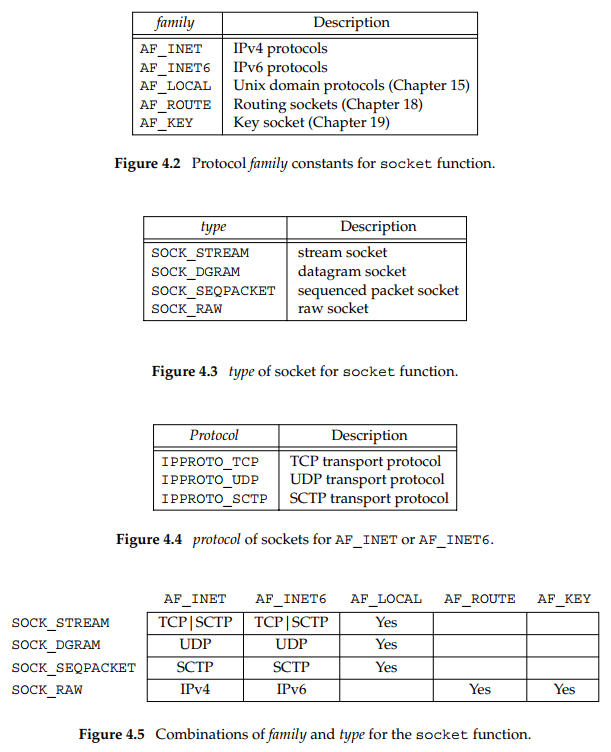 family Description
AF_INET IPv4 protocols
AF_INET6 IPv6 protocols
AF_LOCAL Unix domain protocols (Chapter 15)
AF_ROUTE Routing sockets (Chapter 18)
AF_KEY Key socket (Chapter 19)
Figure 4.2 Protocol family constants for socket function.
type Description
SOCK_STREAM stream socket
SOCK_DGRAM datagram socket
SOCK_SEQPACKET sequenced packet socket
SOCK_RAW raw socket
Figure 4.3 type of socket for socket function.
Protocol Description
IPPROTO_TCP TCP transport protocol
IPPROTO_UDP UDP transport protocol
IPPROTO_SCTP SCTP transport protocol
Figure 4.4 protocol of sockets for AF_INET or AF_INET6.
AF_INET AF_INET6 AF_LOCAL AF_ROUTE AF_KEY
SOCK_STREAM TCP|SCTP TCP|SCTP Yes
SOCK_DGRAM UDP UDP Yes
SOCK_SEQPACKET SCTP SCTP Yes
SOCK_RAW IPv4 IPv6 Yes Yes
Figure 4.5 Combinations of family and type for the socket function.